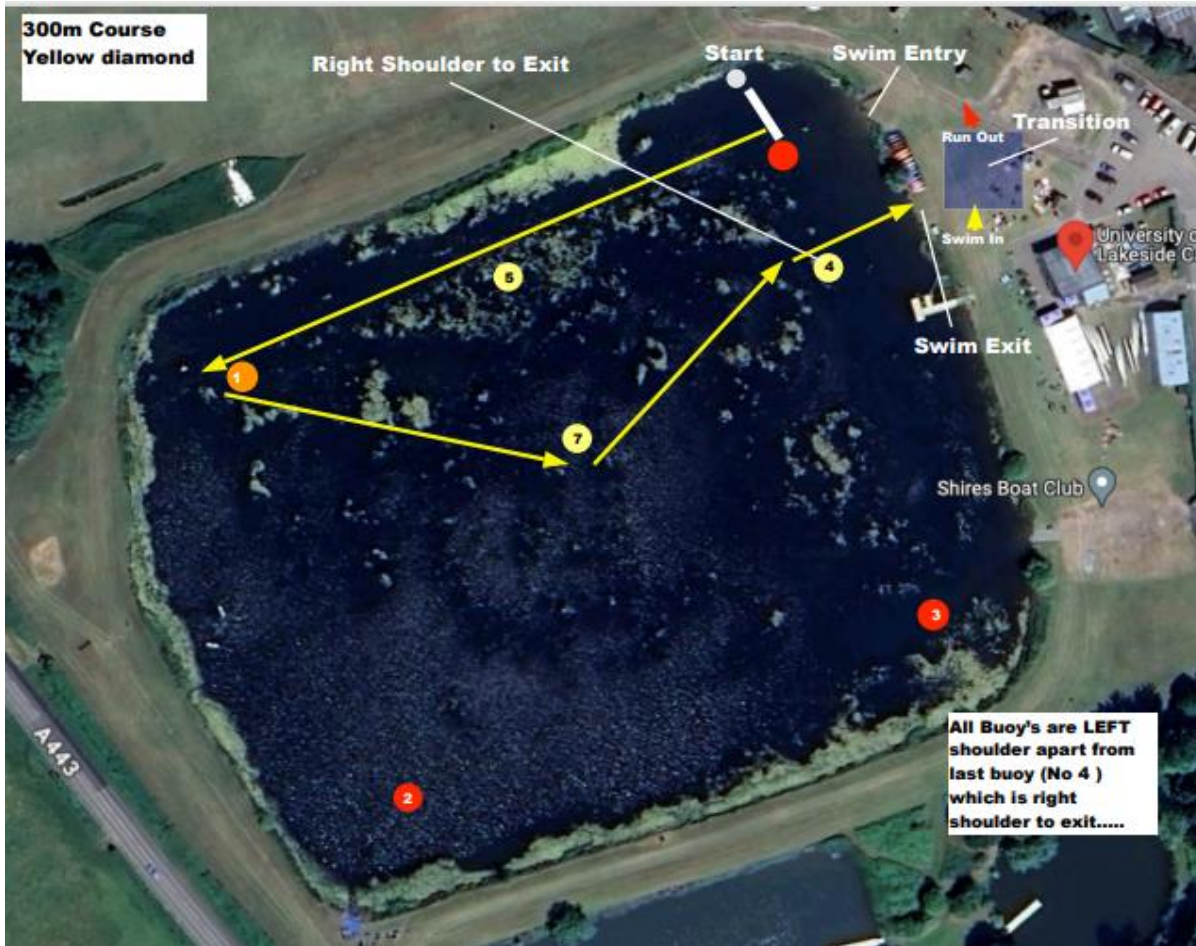 300m Course
Yellow diamond
Right Shoulder to Exit
Start
Swim Entry
Run Out
Transition
Swim In
University o
Lakeside C
5
4
1
7
Swim Exit
Shires Boat Club
3
2
A443
All Buoy's are LEFT
shoulder apart from
last buoy (No 4 )
which is right
shoulder to exit.....